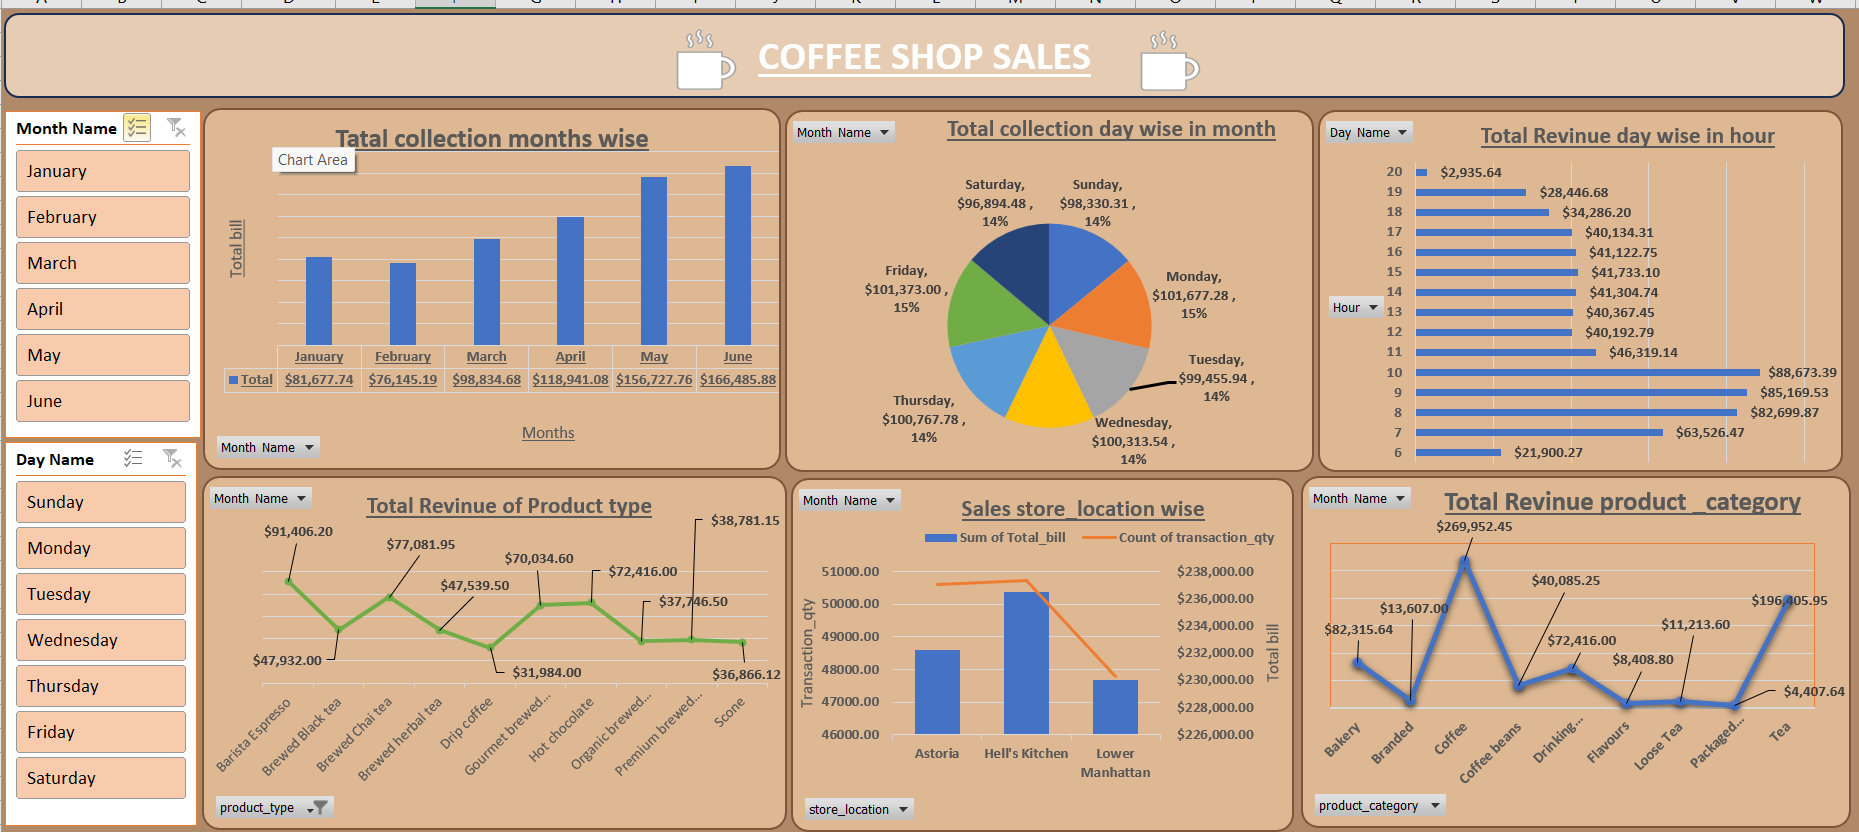 COFFEE SHOP SALES
Month Name
January
February
March
April
May
June
Day Name
Sunday
Monday
Tuesday
Wednesday
Thursday
Friday
Saturday
Tatal collection months wise
Chart Area
Total bill
January February March April May June
Total $81,677.74 $76,145.19 $98,834.68 $118,941.08 $156,727.76 $166,485.88
Months
Month Name
Month Name
Total collection day wise in month
Saturday,
$96,894.48 ,
14%
Sunday,
$98,330.31 ,
14%
Friday,
$101,373.00 ,
15%
Monday,
$101,677.28 ,
15%
Tuesday,
$99,455.94 ,
14%
Thursday,
$100,767.78 ,
14%
Wednesday,
$100,313.54 ,
14%
Day Name
Total Revinue day wise in hour
Hour
20 $2,935.64
19 $28,446.68
18 $34,286.20
17 $40,134.31
16 $41,122.75
15 $41,733.10
14 $41,304.74
13 $40,367.45
12 $40,192.79
11 $46,319.14
10 $88,673.39
9 $85,169.53
8 $82,699.87
7 $63,526.47
6 $21,900.27
Month Name
Total Revinue of Product type
$91,406.20
$47,932.00
$77,081.95
$47,539.50
$31,984.00
$70,034.60
$72,416.00
$37,746.50
$38,781.15
$36,866.12
Barista Espresso
Brewed Black tea
Brewed Chai tea
Brewed herbal tea
Drip coffee
Gourmet brewed...
Hot chocolate
Organic brewed...
Premium brewed...
Scone
product_type
Month Name
Sales store_location wise
Sum of Total_bill Count of transaction_qty
Transaction_qty
51000.00
50000.00
49000.00
48000.00
47000.00
46000.00
$238,000.00
$236,000.00
$234,000.00
$232,000.00
$230,000.00
$228,000.00
$226,000.00
Total bill
Astoria Hell's Kitchen Lower
Manhattan
store_location
Month Name
Total Revinue product _category
$82,315.64
$13,607.00
$269,952.45
$40,085.25
$72,416.00
$8,408.80
$11,213.60
$4,407.64
$196,405.95
Bakery
Branded
Coffee
Coffee beans
Drinking...
Flavours
Loose Tea
Packaged...
Tea
product_category